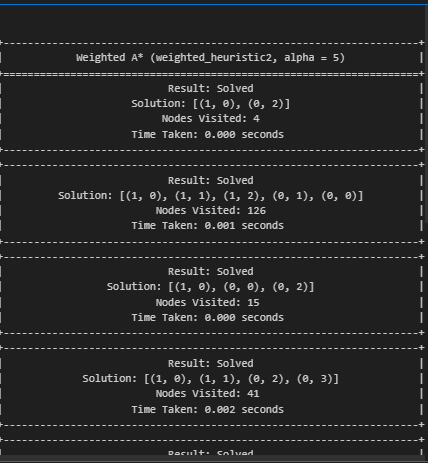 Weighted A* (weighted_heuristic2, alpha = 5)
Result: Solved
Solution: [(1, 0), (0, 2)]
Nodes Visited: 4
Time Taken: 0.000 seconds
Result: Solved
Solution: [(1, 0), (1, 1), (1, 2), (0, 1), (0, 0)]
Nodes Visited: 126
Time Taken: 0.001 seconds
Result: Solved
Solution: [(1, 0), (0, 0), (0, 2)]
Nodes Visited: 15
Time Taken: 0.000 seconds
Result: Solved
Solution: [(1, 0), (1, 1), (0, 2), (0, 3)]
Nodes Visited: 41
Time Taken: 0.002 seconds
Result: Solved